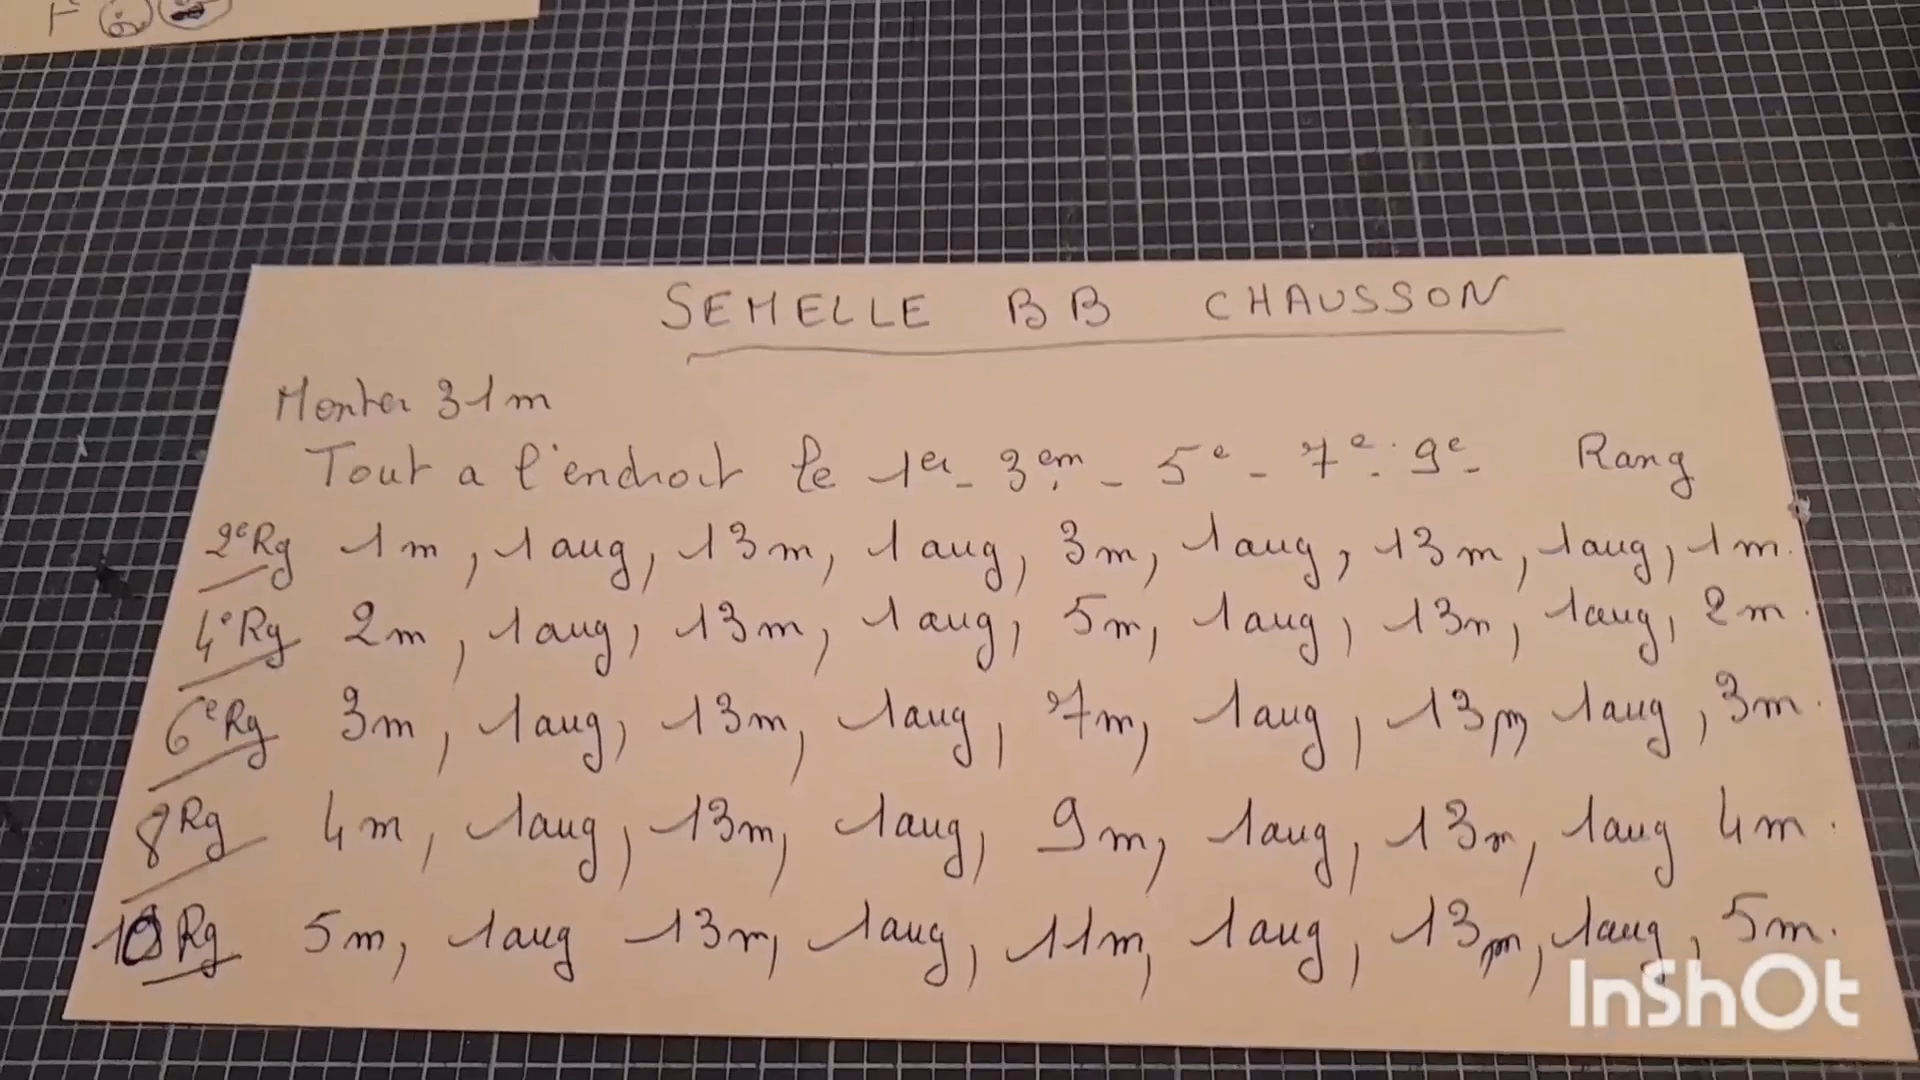 SEMELLE BB CHAUSSON
Monter 31m
Tout a l'endroit le 1er - 3em - 5e - 7e - 9e - Rang
2e Rg 1m, 1aug, 13m, 1aug, 3m, 1aug, 13m, 1aug, 1m.
4e Rg 2m, 1aug, 13m, 1aug, 5m, 1aug, 13m, 1aug, 2m.
6e Rg 3m, 1aug, 13m, 1aug, 7m, 1aug, 13m, 1aug, 3m.
8 Rg 4m, 1aug, 13m, 1aug, 9m, 1aug, 13m, 1aug 4m.
10 Rg 5m, 1aug 13m, 1aug, 11m, 1aug, 13m, 1aug, 5m.
InShOt